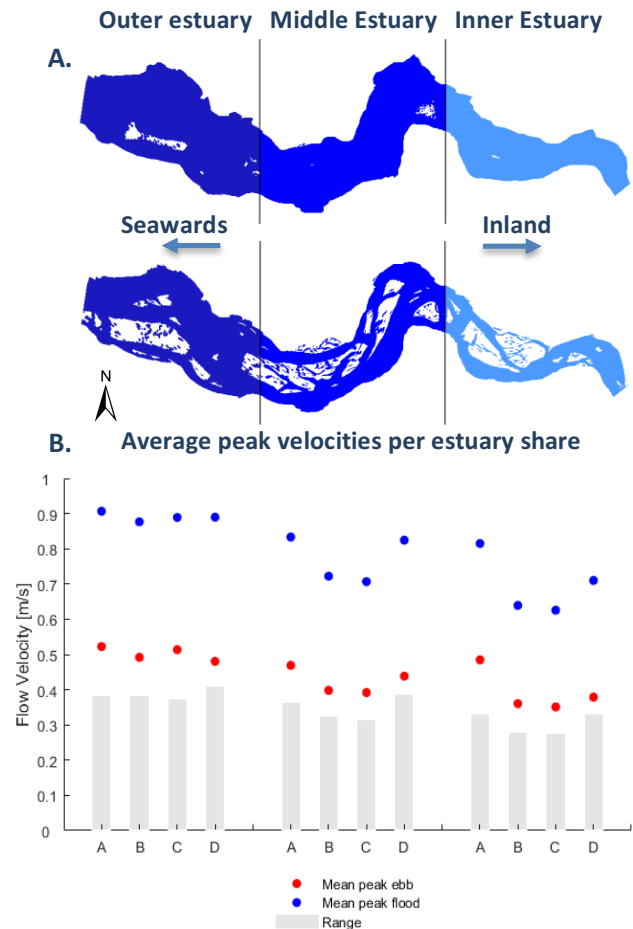 Outer estuary Middle Estuary Inner Estuary
A.
Seawards Inland
N
B. Average peak velocities per estuary share
Flow Velocity [m/s]
1
0.9
0.8
0.7
0.6
0.5
0.4
0.3
0.2
0.1
0
A B C D A B C D A B C D
Mean peak ebb
Mean peak flood
Range